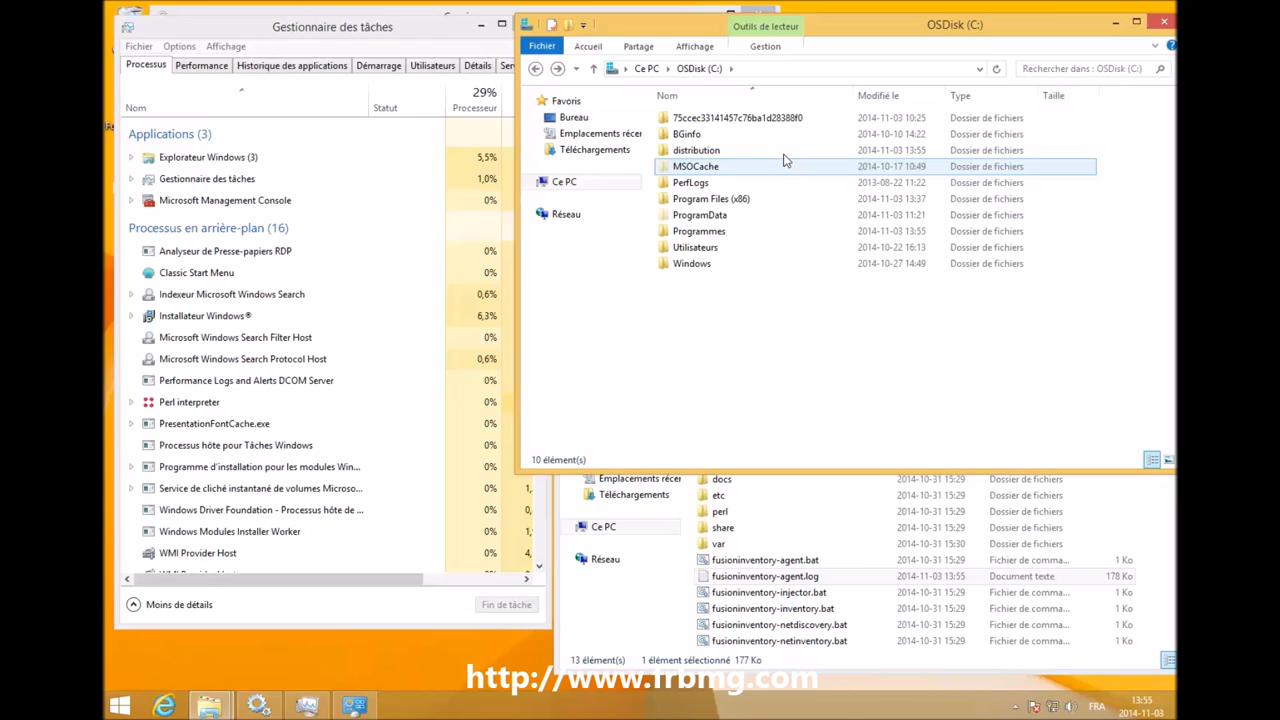 Gestionnaire des tâches
Fichier Options Affichage
Processus Performance Historique des applications Démarrage Utilisateurs Détails
29%
Nom Statut Processeur
Applications (3)
Explorateur Windows (3) 5,5%
Gestionnaire des tâches 1,0%
Microsoft Management Console 0%
Processus en arrière-plan (16)
Analyseur de Presse-papiers RDP 0%
Classic Start Menu 0%
Indexeur Microsoft Windows Search 0,6%
Installateur Windows® 6,3%
Microsoft Windows Search Filter Host 0%
Microsoft Windows Search Protocol Host 0,6%
Performance Logs and Alerts DCOM Server 0%
Perl interpreter 0%
PresentationFontCache.exe 0%
Processus hôte pour Tâches Windows 0%
Programme d'installation pour les modules Win... 0%
Service de cliché instantané de volumes Microso... 0%
Windows Driver Foundation - Processus hôte de ... 0%
Windows Modules Installer Worker 0%
WMI Provider Host 0%
Moins de détails Fin de tâche
Outils de lecteur OSDisk (C:)
Fichier Accueil Partage Affichage Gestion
Ce PC OSDisk (C:) Rechercher dans : OSDisk (C:)
Favoris
Bureau
Emplacements récer
Téléchargements
Ce PC
Réseau
Nom Modifié le Type Taille
75ccec33141457c76ba1d28388f0 2014-11-03 10:25 Dossier de fichiers
BGinfo 2014-10-10 14:22 Dossier de fichiers
distribution 2014-11-03 13:55 Dossier de fichiers
MSOCache 2014-10-17 10:49 Dossier de fichiers
PerfLogs 2013-08-22 11:22 Dossier de fichiers
Program Files (x86) 2014-11-03 13:37 Dossier de fichiers
ProgramData 2014-11-03 11:21 Dossier de fichiers
Programmes 2014-11-03 13:55 Dossier de fichiers
Utilisateurs 2014-10-22 16:13 Dossier de fichiers
Windows 2014-10-27 14:49 Dossier de fichiers
10 élément(s)
Emplacements récer
Téléchargements
Ce PC
Réseau
docs 2014-10-31 15:29 Dossier de fichiers
etc 2014-10-31 15:29 Dossier de fichiers
perl 2014-10-31 15:29 Dossier de fichiers
share 2014-10-31 15:29 Dossier de fichiers
var 2014-10-31 15:30 Dossier de fichiers
fusioninventory-agent.bat 2014-10-31 15:29 Fichier de comma... 1 Ko
fusioninventory-agent.log 2014-11-03 13:55 Document texte 178 Ko
fusioninventory-injector.bat 2014-10-31 15:29 Fichier de comma... 1 Ko
fusioninventory-inventory.bat 2014-10-31 15:29 Fichier de comma... 1 Ko
fusioninventory-netdiscovery.bat 2014-10-31 15:29 Fichier de comma... 1 Ko
fusioninventory-netinventory.bat 2014-10-31 15:29 Fichier de comma... 1 Ko
13 élément(s) 1 élément sélectionné 177 Ko
http://www.frbmg.com
FRA
13:55
2014-11-03